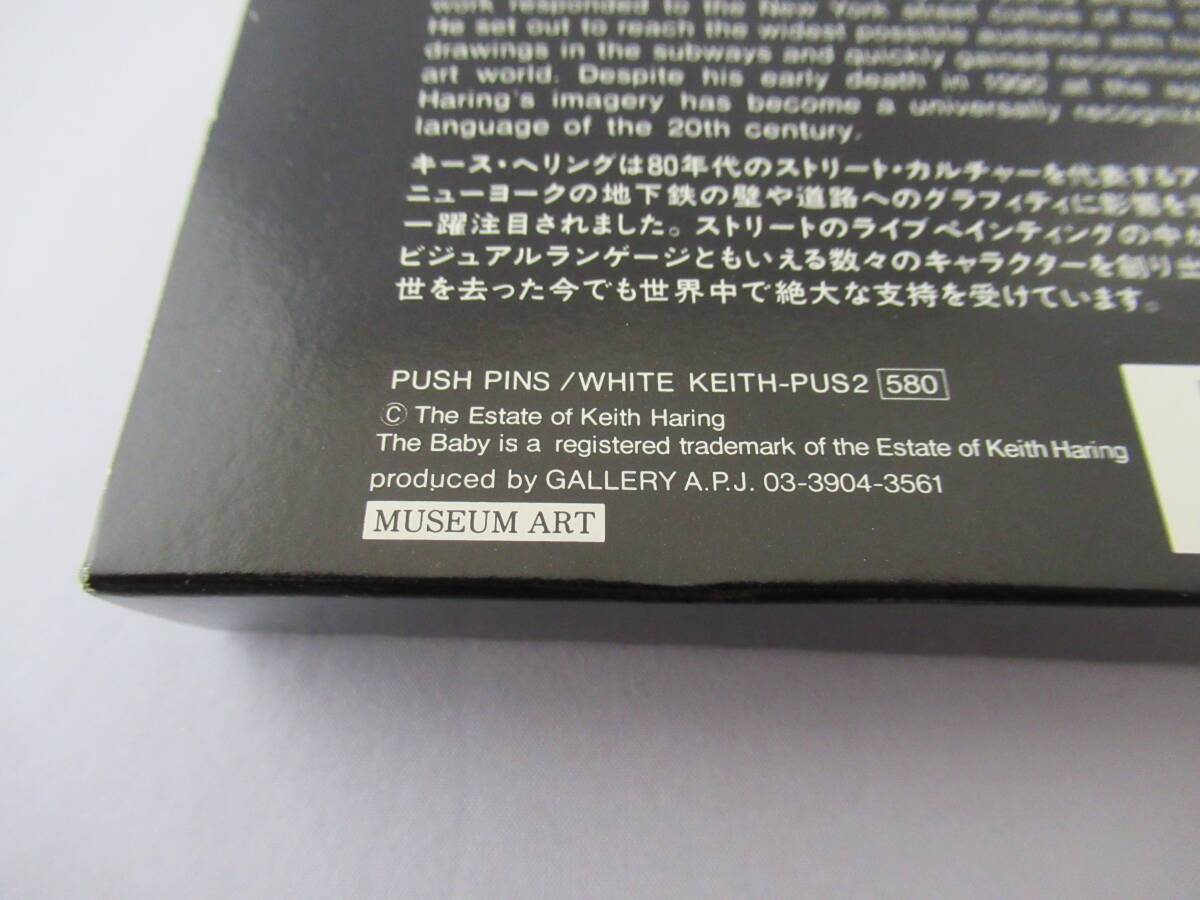 work responded to the New York street culture of the
He set out to reach the widest possible audience with
drawings in the subways and quickly gained
art world. Despite his early death in 1990 at the
Haring's imagery has become a universally
language of the 20th century.
キース・ヘリングは80年代のストリート・カルチャーを代表するア
ニューヨークの地下鉄の壁や道路へのグラフィティに影響を
一躍注目されました。ストリートのライブペインティングのキ
ビジュアルランゲージともいえる数々のキャラクターを創り
世を去った今でも世界中で絶大な支持を受けています。
PUSH PINS /WHITE KEITH-PUS2 580
© The Estate of Keith Haring
The Baby is a registered trademark of the Estate of Keith Haring
produced by GALLERY A.P.J. 03-3904-3561
MUSEUM ART